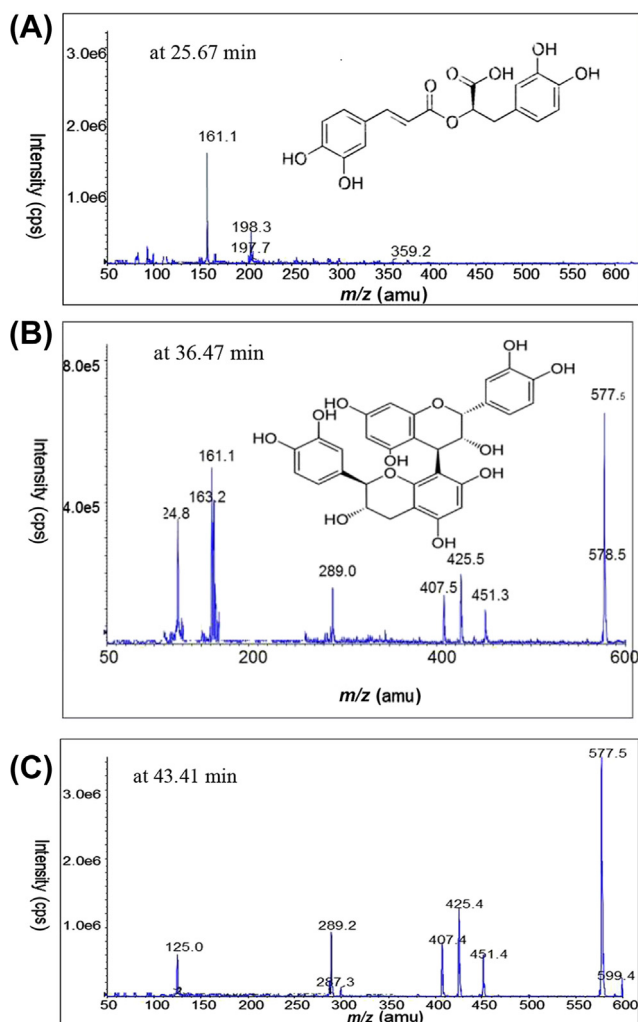 (A)
at 25.67 min
Intensity (cps)
3.0e6
2.0e6
1.0e6
161.1
198.3
197.7
359.2
HO
HO
O
O
O
OH
OH
OH
50 100 150 200 250 300 350 400 450 500 550 600
m/z (amu)
(B)
at 36.47 min
Intensity (cps)
8.0e5
4.0e5
24.8
161.1
163.2
289.0
407.5
425.5
451.3
577.5
578.5
OH
OH
HO
O
HO
OH
OH
HO
OH
O
OH
HO
OH
50 200 400 600
m/z (amu)
(C)
at 43.41 min
Intensity (cps)
3.0e6
2.0e6
1.0e6
125.0
289.2
287.3
407.4
425.4
451.4
577.5
599.4
50 100 150 200 250 300 350 400 450 500 550 600
m/z (amu)